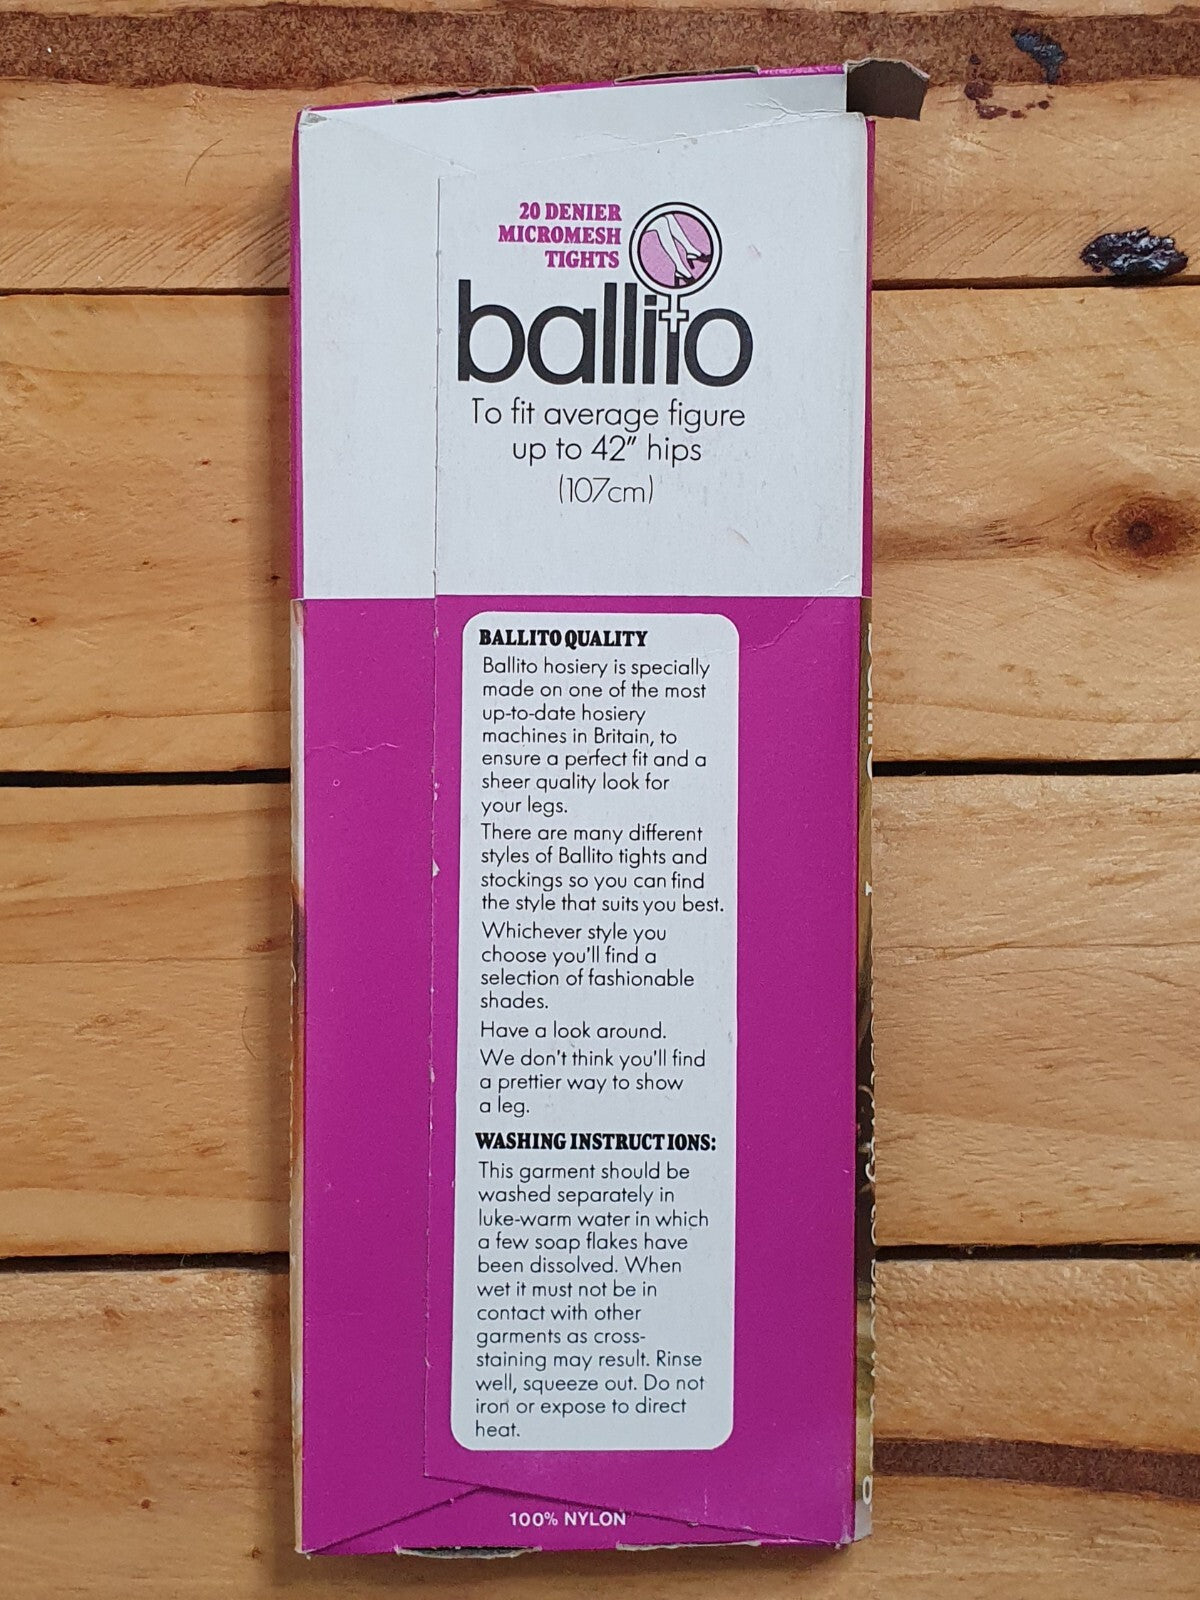 20 DENIER
MICROMESH
TIGHTS
ballito
To fit average figure
up to 42" hips
(107cm)
BALLITO QUALITY
Ballito hosiery is specially
made on one of the most
up-to-date hosiery
machines in Britain, to
ensure a perfect fit and a
sheer quality look for
your legs.
There are many different
styles of Ballito tights and
stockings so you can find
the style that suits you best.
Whichever style you
choose you'll find a
selection of fashionable
shades.
Have a look around.
We don't think you'll find
a prettier way to show
a leg.
WASHING INSTRUCTIONS:
This garment should be
washed separately in
luke-warm water in which
a few soap flakes have
been dissolved. When
wet it must not be in
contact with other
garments as cross-
staining may result. Rinse
well, squeeze out. Do not
iron or expose to direct
heat.
100% NYLON